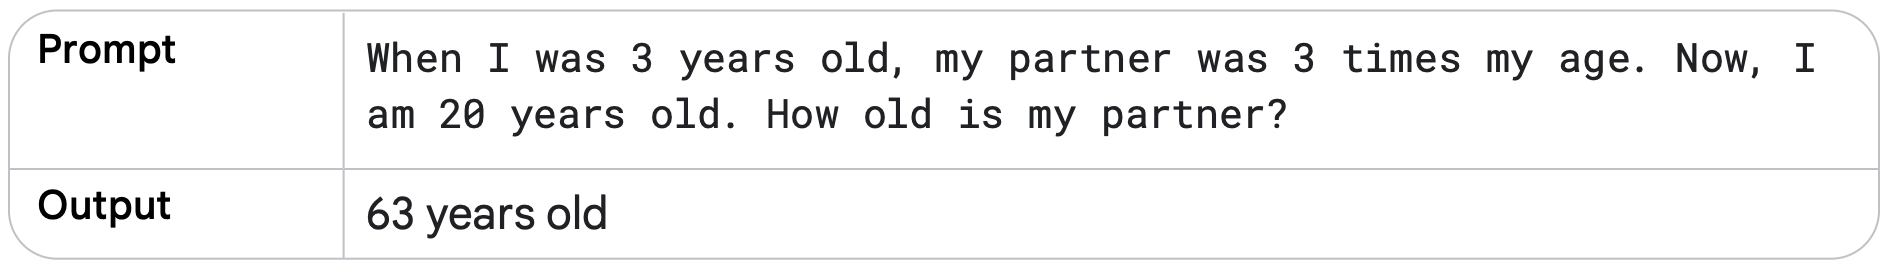 Prompt
When I was 3 years old, my partner was 3 times my age. Now, I
am 20 years old. How old is my partner?
Output
63 years old